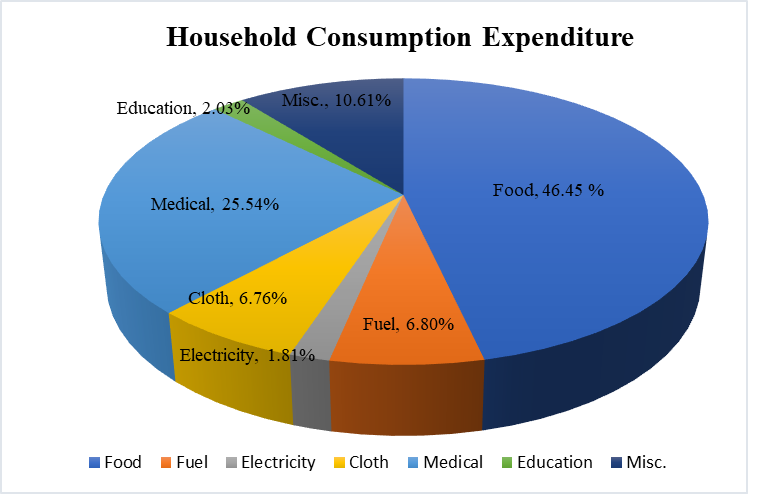 Household Consumption Expenditure
Education, 2.03%
Misc., 10.61%
Food, 46.45 %
Medical, 25.54%
Cloth, 6.76%
Fuel, 6.80%
Electricity, 1.81%
Food Fuel Electricity Cloth Medical Education Misc.